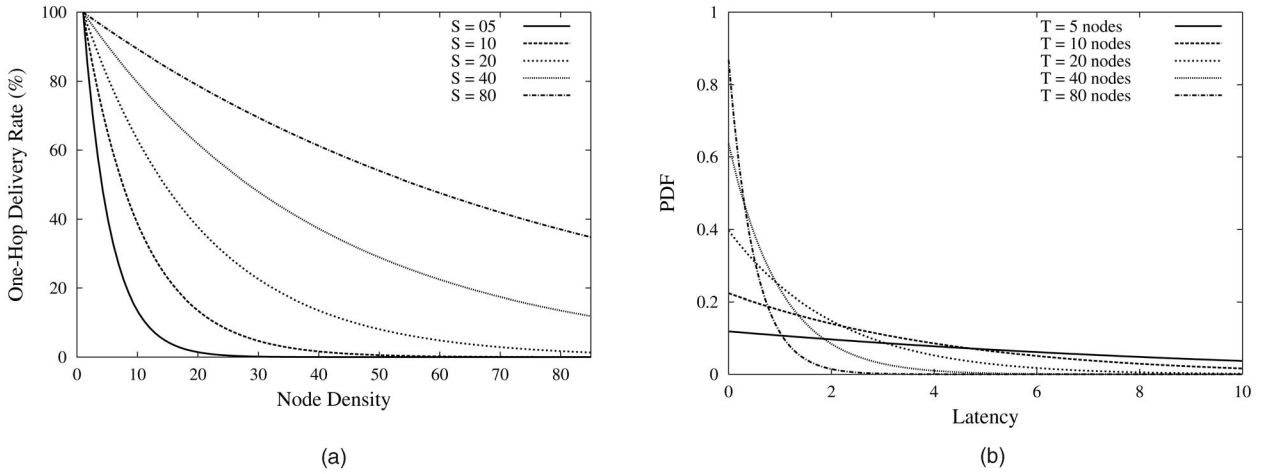 100
80
60
40
20
0
One-Hop Delivery Rate (%)
S = 05
S = 10
S = 20
S = 40
S = 80
0 10 20 30 40 50 60 70 80
Node Density
(a)
1
0.8
0.6
0.4
0.2
0
PDF
T = 5 nodes
T = 10 nodes
T = 20 nodes
T = 40 nodes
T = 80 nodes
0 2 4 6 8 10
Latency
(b)